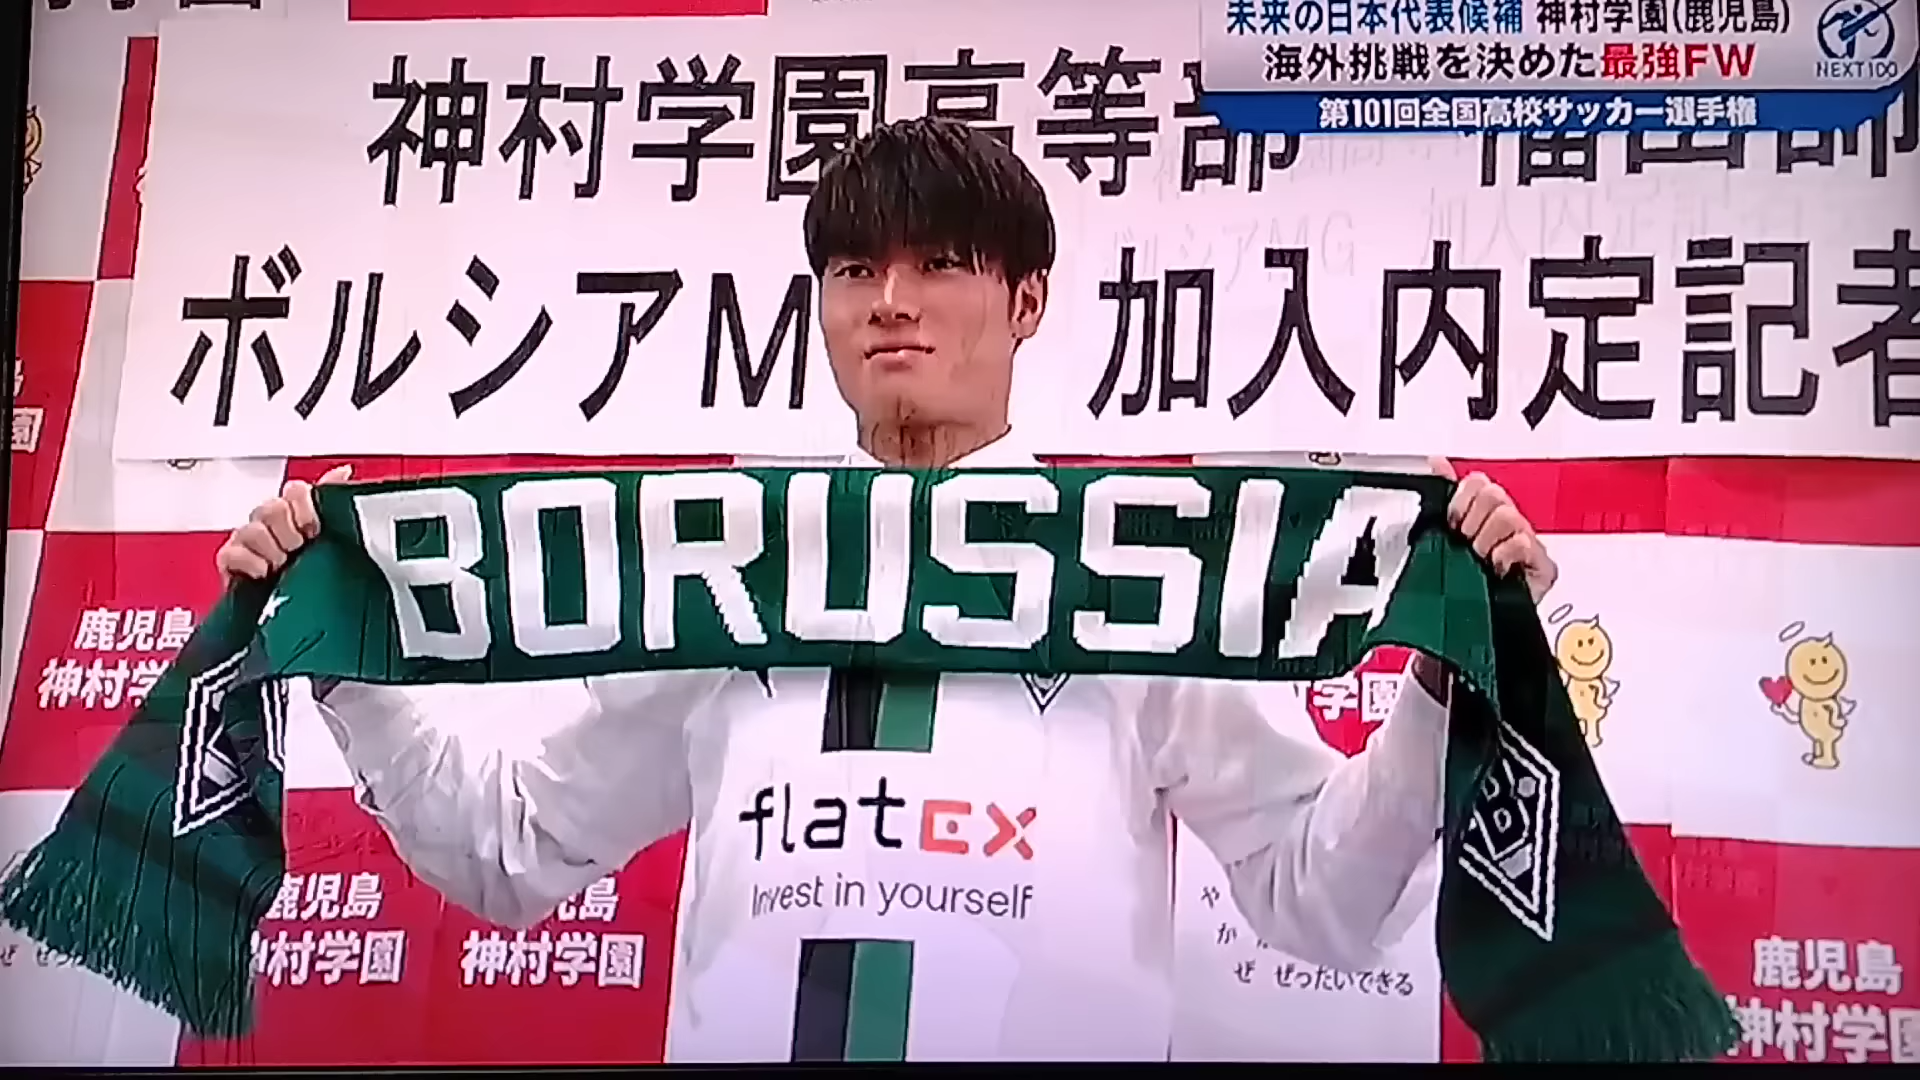 未来の日本代表候補 神村学園(鹿児島)
海外挑戦を決めた最強FW
NEXT100
第101回全国高校サッカー選手権
神村学園高等部
ボルシアM 加入内定記者
BORUSSIA
鹿児島
神村学
学園
flatex
invest in yourself
鹿児島
神村学園
児島
神村学園
や
が
ぜ ぜったいできる
鹿児島
神村学園